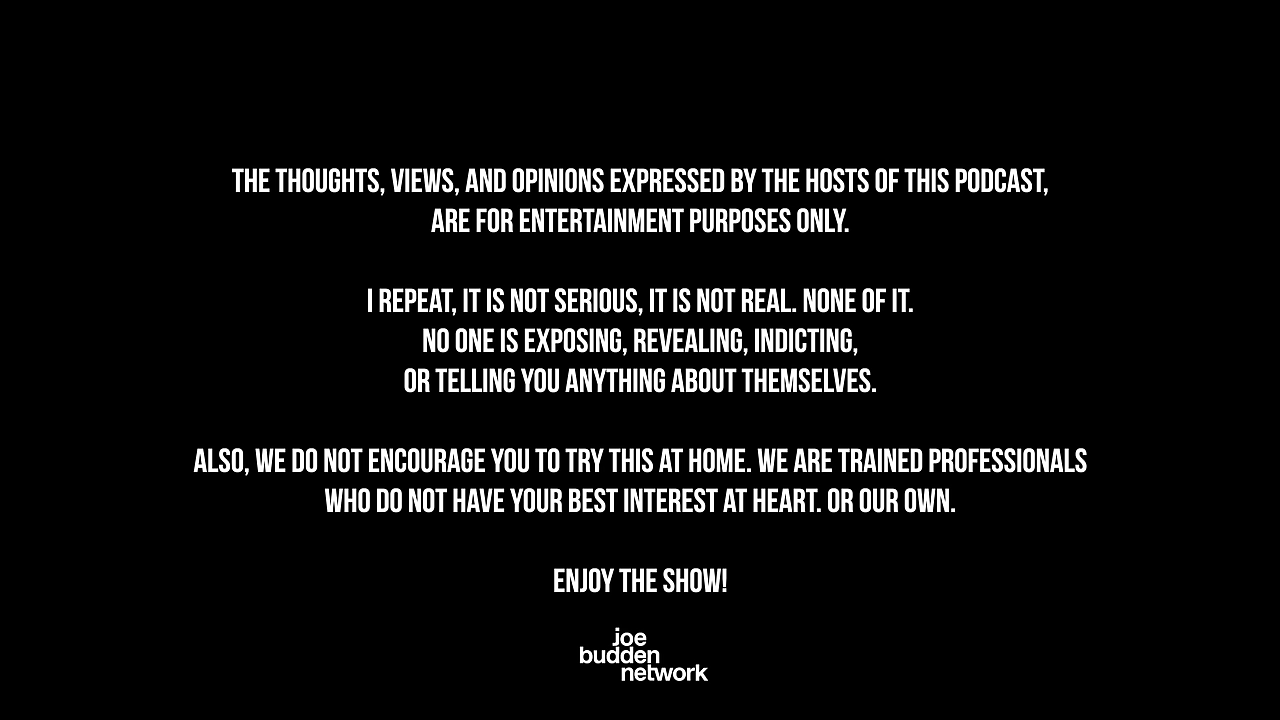 THE THOUGHTS, VIEWS, AND OPINIONS EXPRESSED BY THE HOSTS OF THIS PODCAST,
ARE FOR ENTERTAINMENT PURPOSES ONLY.
I REPEAT, IT IS NOT SERIOUS, IT IS NOT REAL. NONE OF IT.
NO ONE IS EXPOSING, REVEALING, INDICTING,
OR TELLING YOU ANYTHING ABOUT THEMSELVES.
ALSO, WE DO NOT ENCOURAGE YOU TO TRY THIS AT HOME. WE ARE TRAINED PROFESSIONALS
WHO DO NOT HAVE YOUR BEST INTEREST AT HEART. OR OUR OWN.
ENJOY THE SHOW!
joe
budden
network